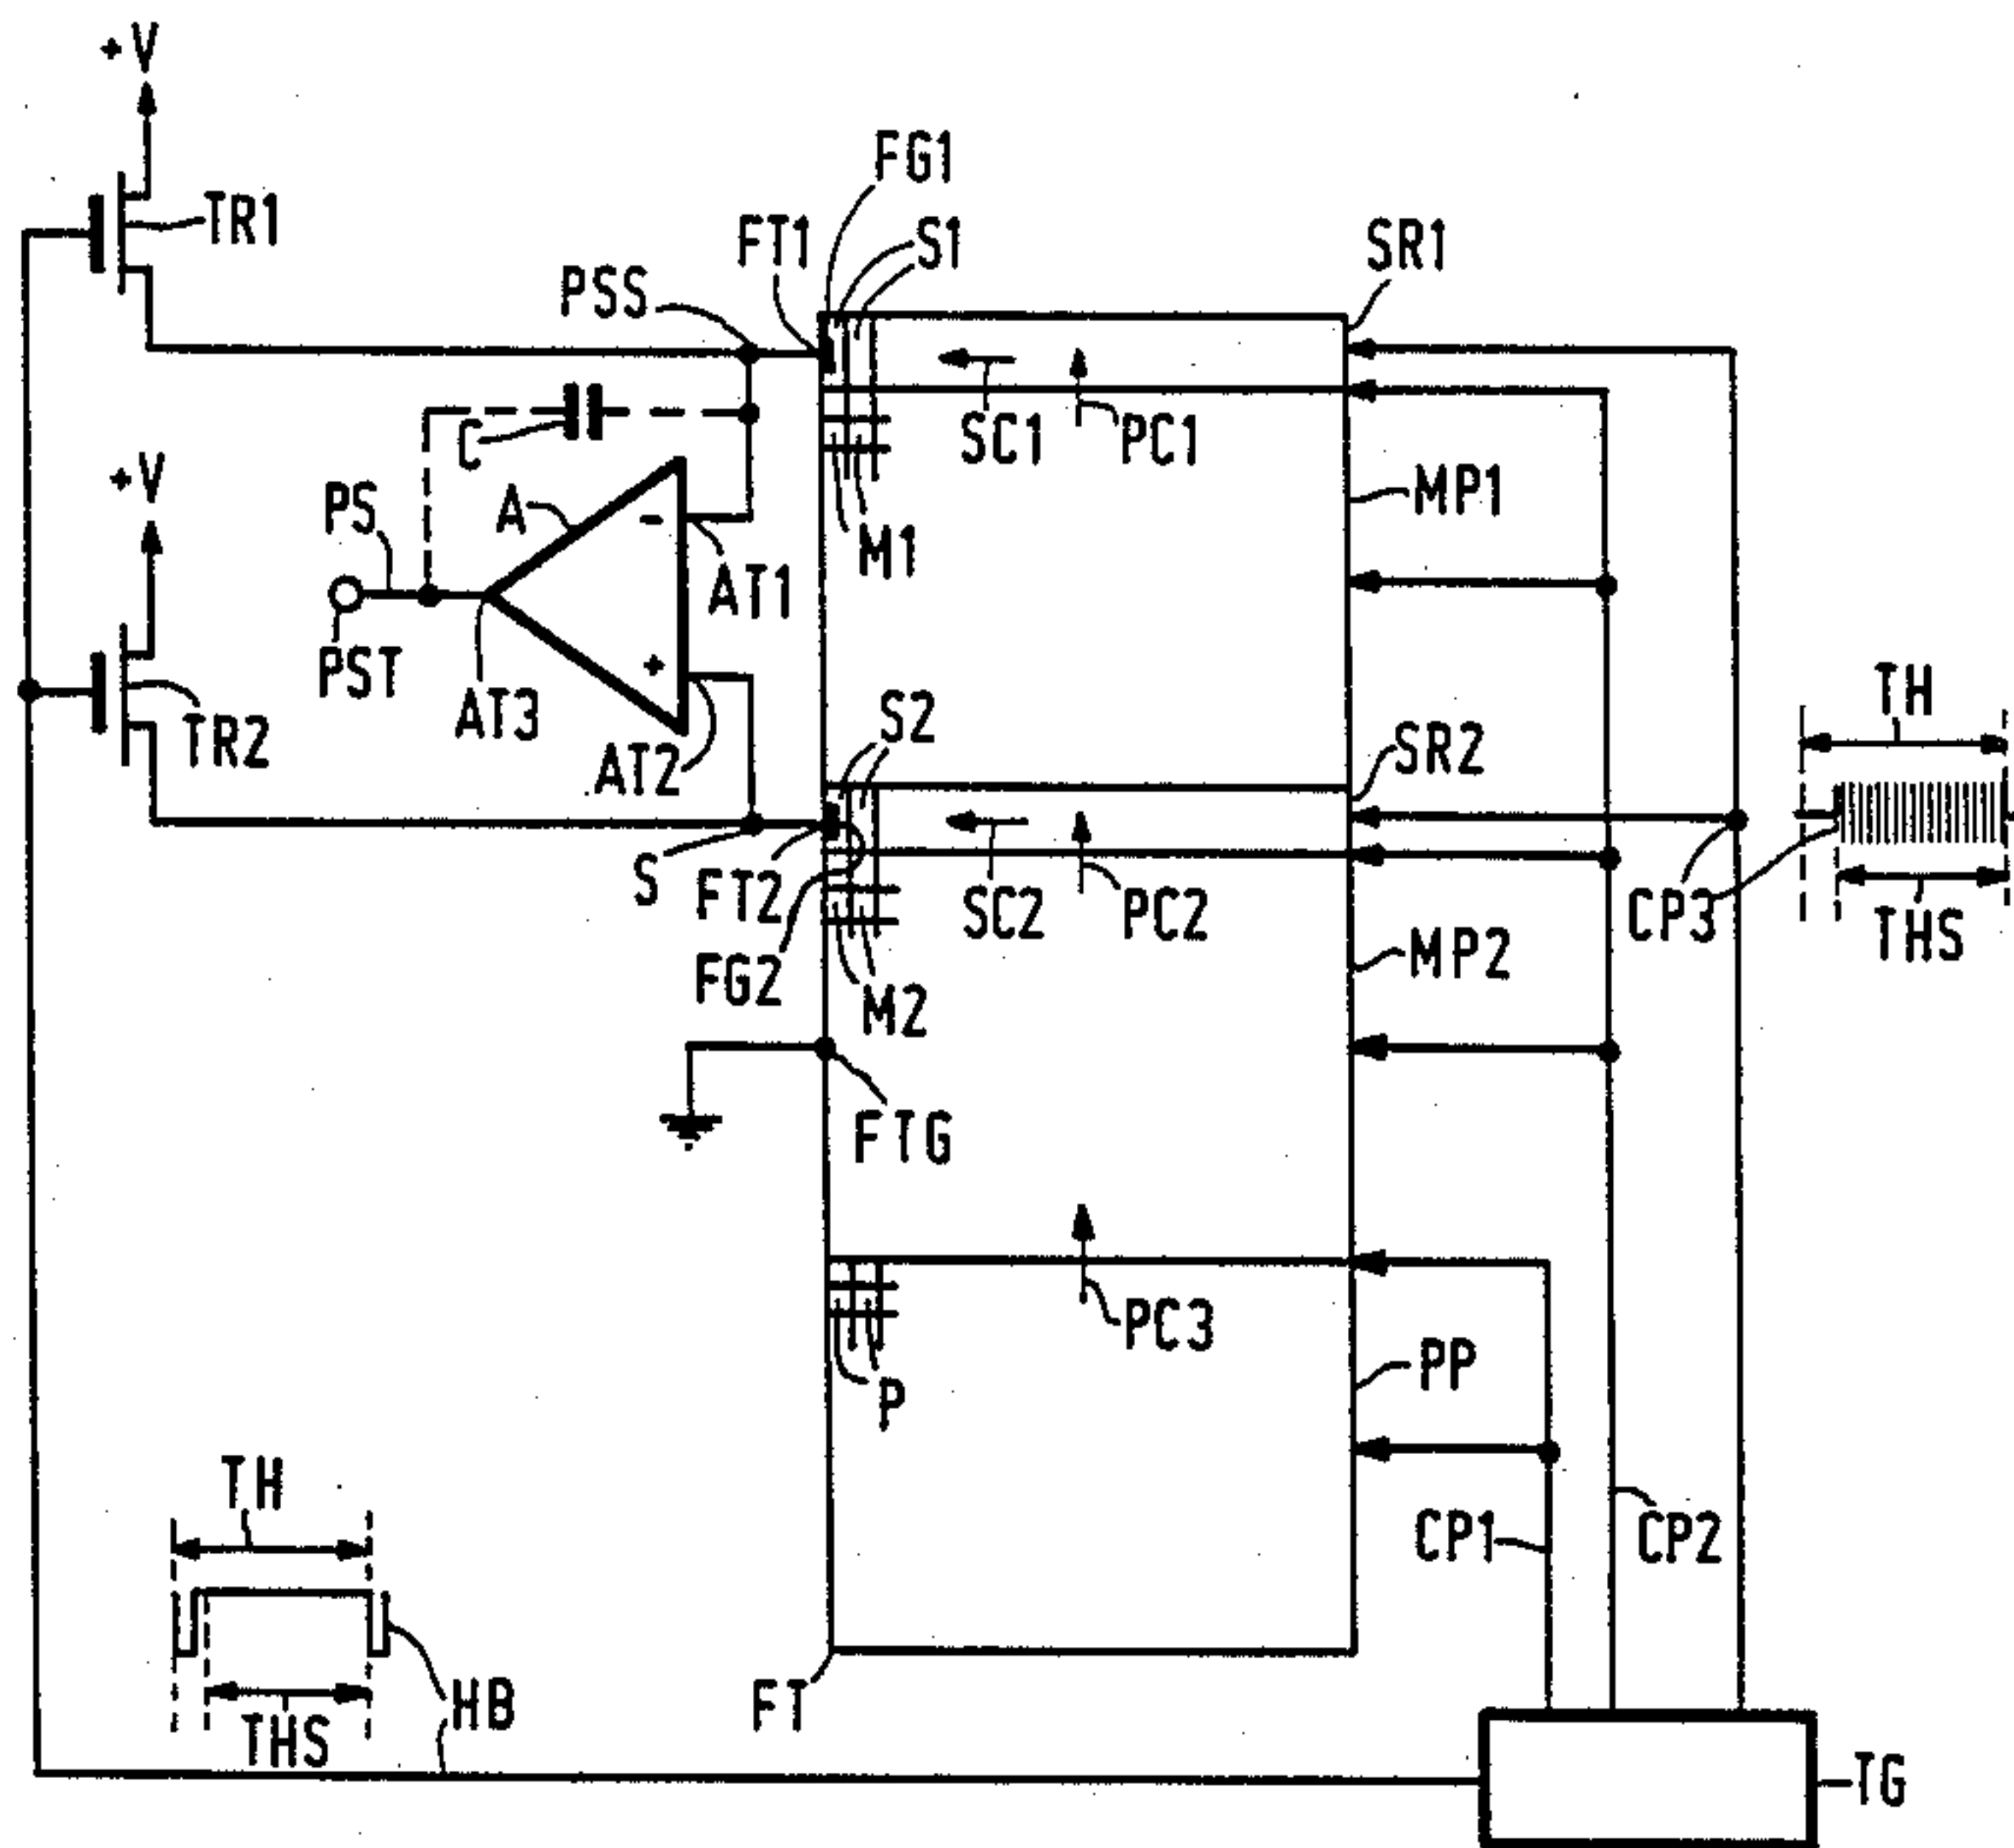 +V
FG1
TR1
FT1
S1
SR1
PSS
SC1
PC1
C
+V
PS
A
-
MP1
M1
AT1
+
PST
AT3
TR2
AT2
S2
SR2
TH
S
FT2
SC2
PC2
CP3
THS
FG2
M2
MP2
FTG
PC3
P
PP
TH
CP1
CP2
THS
HB
FT
TG